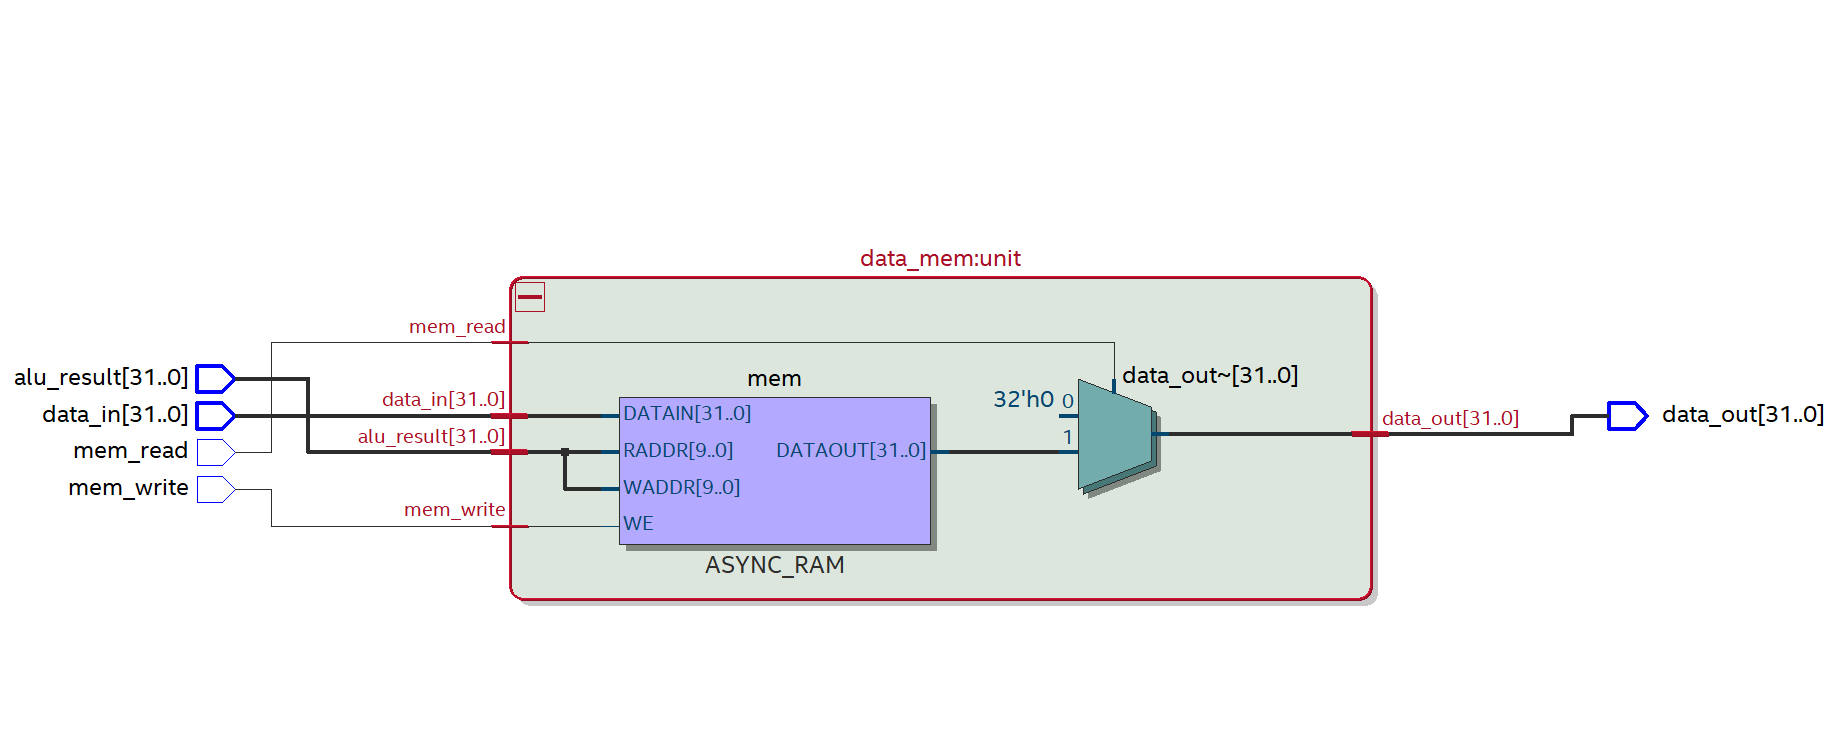 data_mem:unit
mem_read
alu_result[31..0]
data_in[31..0]
mem_read
mem_write
data_in[31..0]
alu_result[31..0]
mem_write
mem
DATAIN[31..0]
RADDR[9..0]
DATAOUT[31..0]
WADDR[9..0]
WE
ASYNC_RAM
data_out~[31..0]
32'h0
0
1
data_out[31..0]
data_out[31..0]